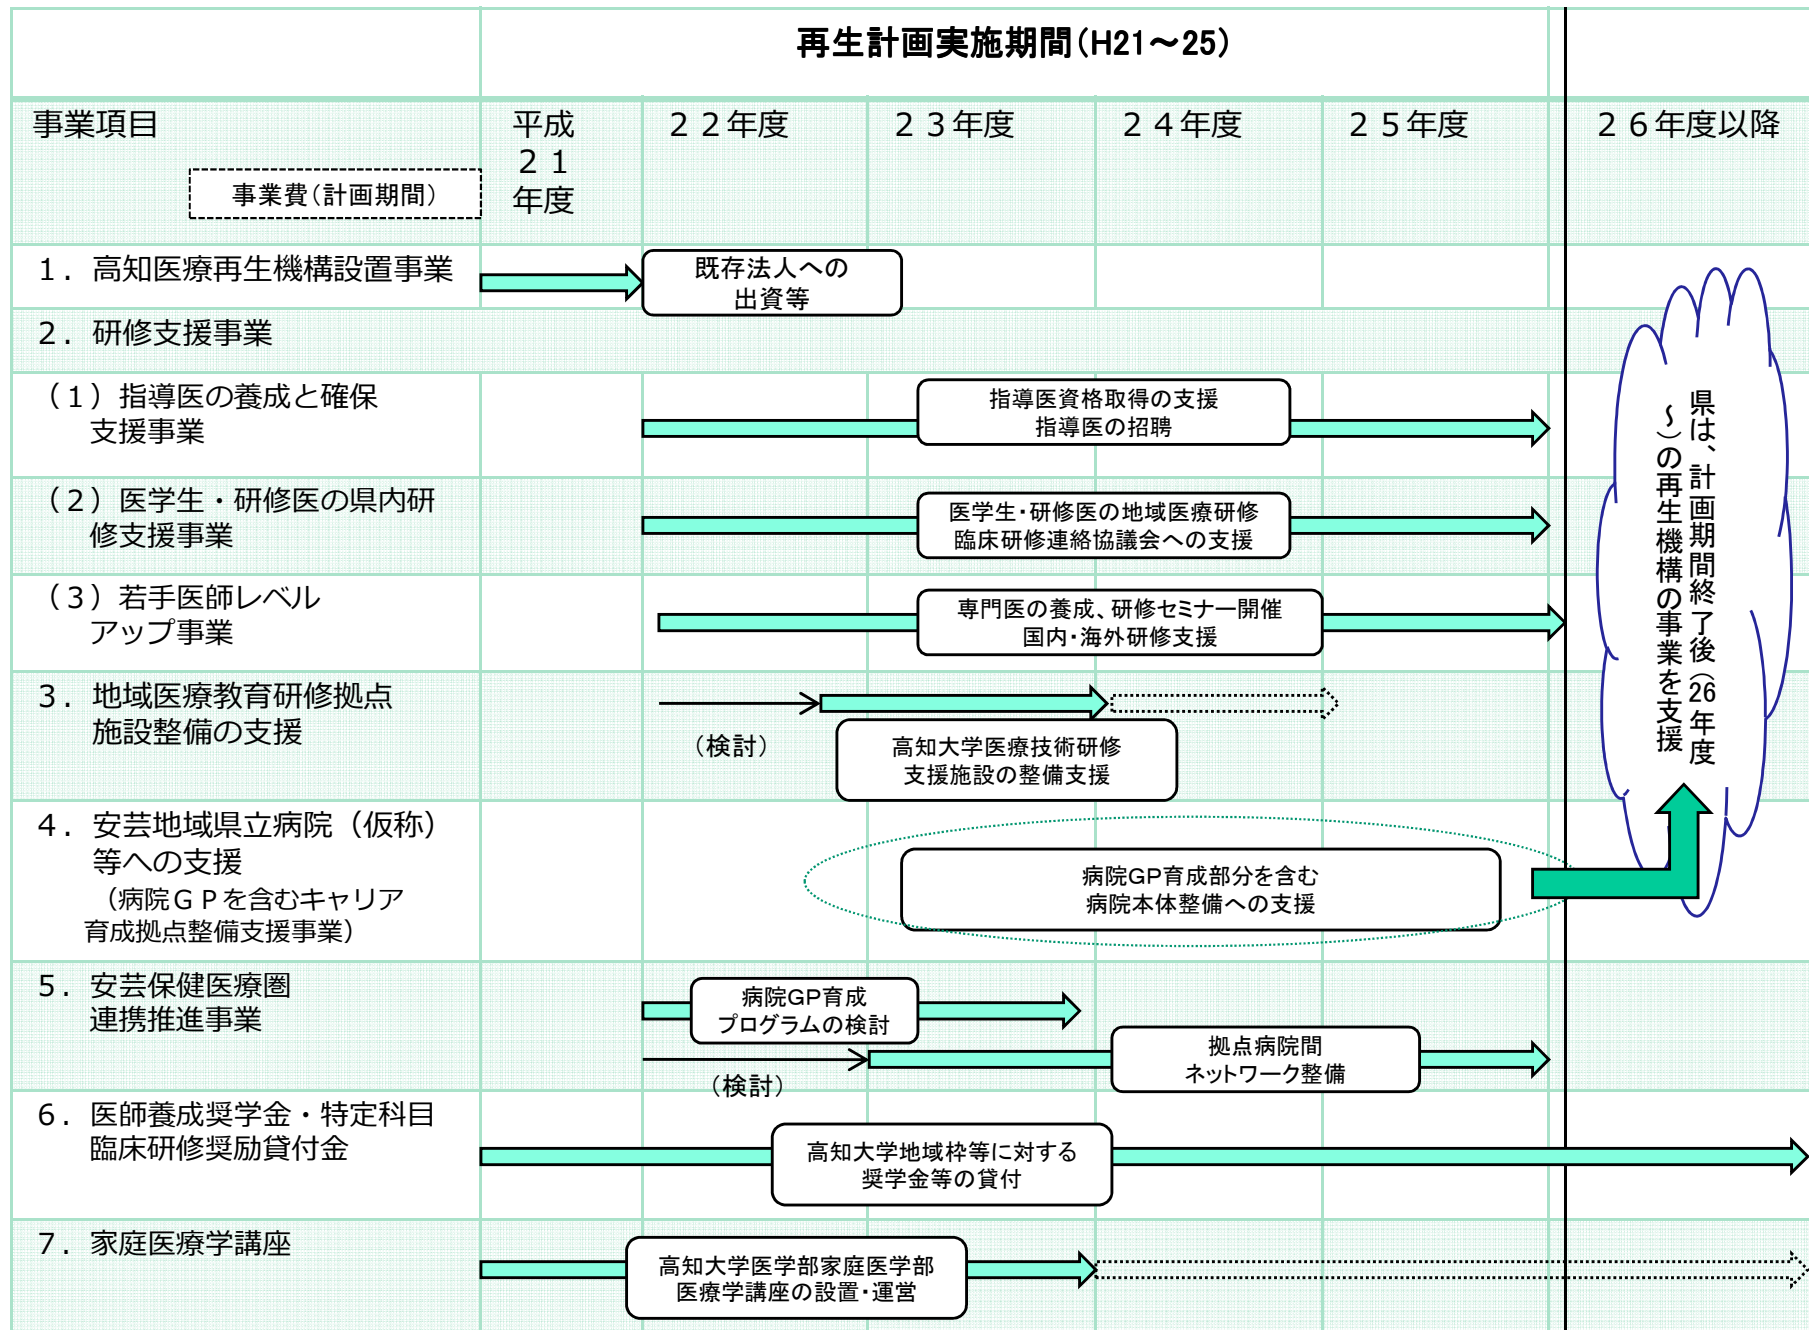 再生計画実施期間(H21～25)
事業項目
事業費(計画期間)
平成
２１
年度
２２年度
２３年度
２４年度
２５年度
２６年度以降
１．高知医療再生機構設置事業
既存法人への
出資等
２．研修支援事業
（１）指導医の養成と確保
支援事業
指導医資格取得の支援
指導医の招聘
（２）医学生・研修医の県内研
修支援事業
医学生・研修医の地域医療研修
臨床研修連絡協議会への支援
（３）若手医師レベル
アップ事業
専門医の養成、研修セミナー開催
国内・海外研修支援
県は、計画期間終了後（26年度
～）の再生機構の事業を支援
３．地域医療教育研修拠点
施設整備の支援
（検討）
高知大学医療技術研修
支援施設の整備支援
４．安芸地域県立病院（仮称）
等への支援
（病院ＧＰを含むキャリア
育成拠点整備支援事業）
病院GP育成部分を含む
病院本体整備への支援
５．安芸保健医療圏
連携推進事業
病院GP育成
プログラムの検討
（検討）
拠点病院間
ネットワーク整備
６．医師養成奨学金・特定科目
臨床研修奨励貸付金
高知大学地域枠等に対する
奨学金等の貸付
７．家庭医療学講座
高知大学医学部家庭医学部
医療学講座の設置・運営